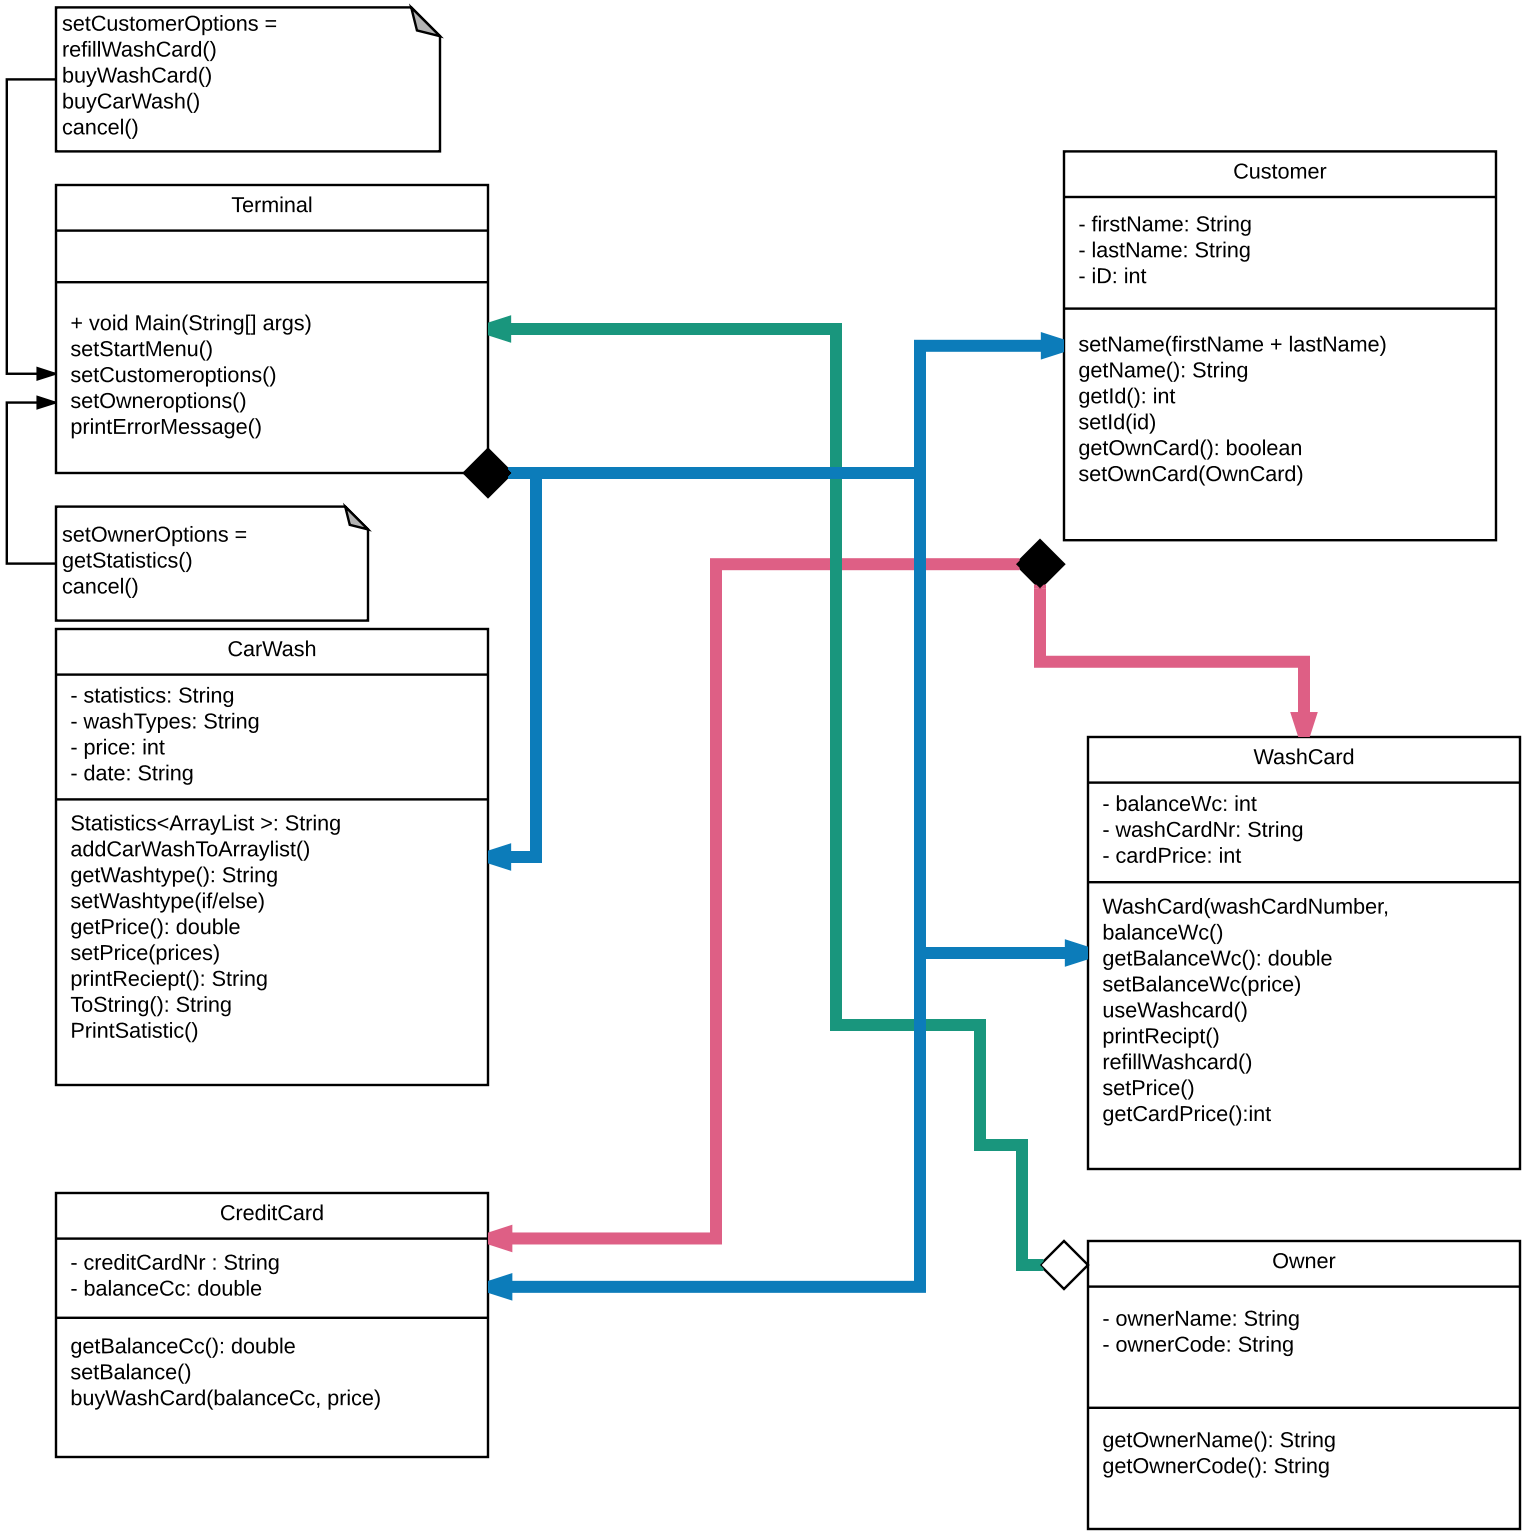 setCustomerOptions =
refillWashCard()
buyWashCard()
buyCarWash()
cancel()
Terminal
+ void Main(String[] args)
setStartMenu()
setCustomeroptions()
setOwneroptions()
printErrorMessage()
setOwnerOptions =
getStatistics()
cancel()
CarWash
- statistics: String
- washTypes: String
- price: int
- date: String
Statistics<ArrayList >: String
addCarWashToArraylist()
getWashtype(): String
setWashtype(if/else)
getPrice(): double
setPrice(prices)
printReciept(): String
ToString(): String
PrintSatistic()
CreditCard
- creditCardNr : String
- balanceCc: double
getBalanceCc(): double
setBalance()
buyWashCard(balanceCc, price)
Customer
- firstName: String
- lastName: String
- iD: int
setName(firstName + lastName)
getName(): String
getId(): int
setId(id)
getOwnCard(): boolean
setOwnCard(OwnCard)
WashCard
- balanceWc: int
- washCardNr: String
- cardPrice: int
WashCard(washCardNumber,
balanceWc()
getBalanceWc(): double
setBalanceWc(price)
useWashcard()
printRecipt()
refillWashcard()
setPrice()
getCardPrice():int
Owner
- ownerName: String
- ownerCode: String
getOwnerName(): String
getOwnerCode(): String